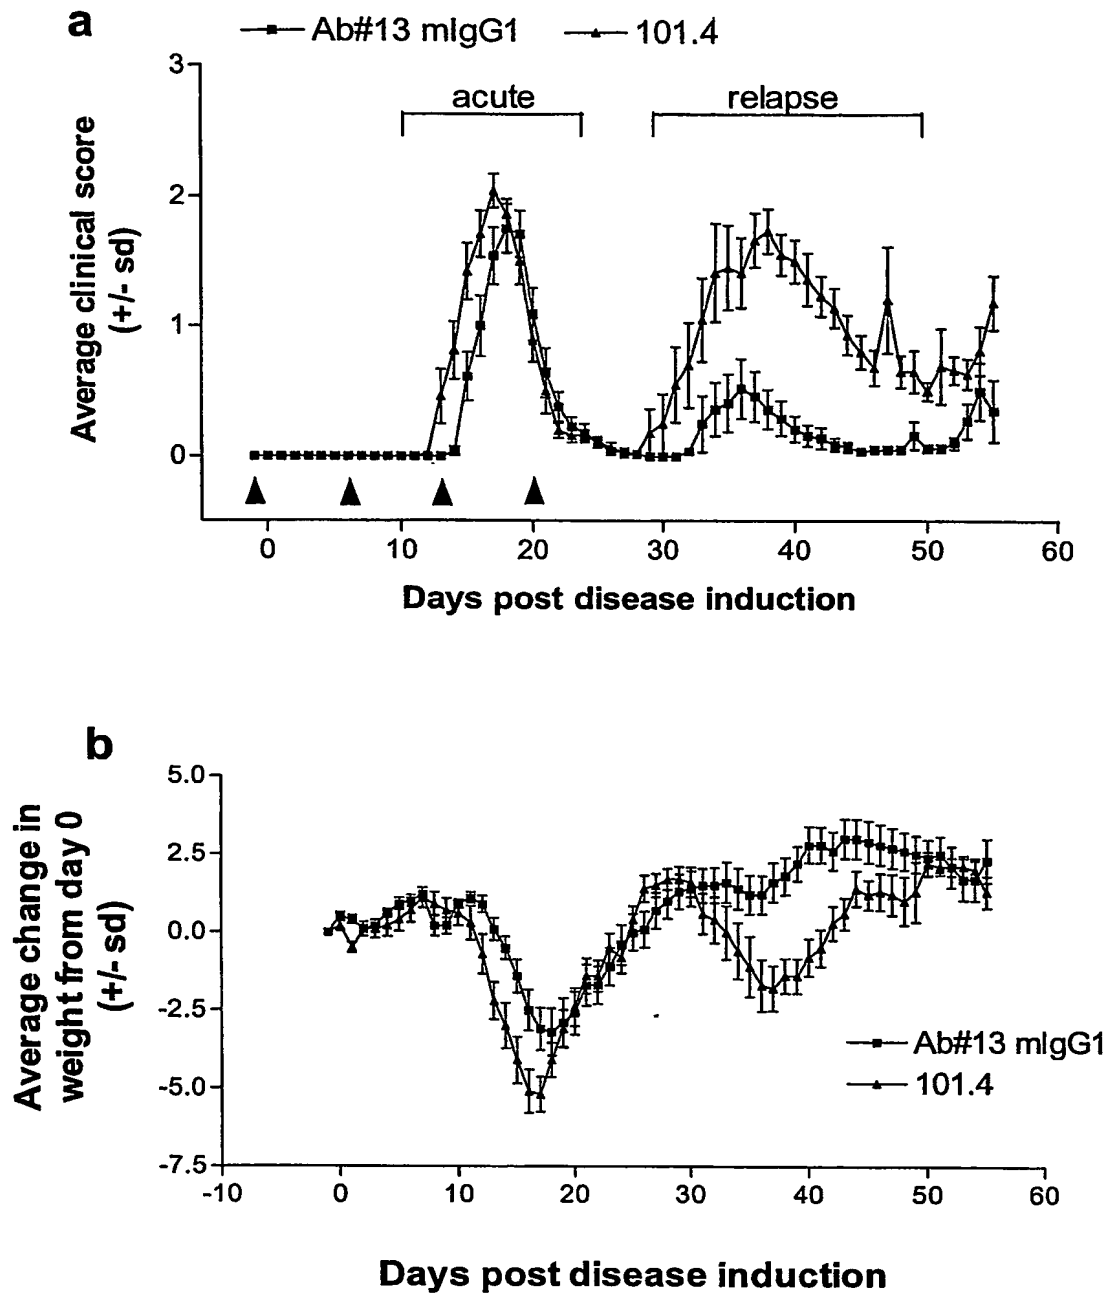 a
Ab#13 mIgG1 101.4
acute relapse
3
2
1
0
Average clinical score
(+/- sd)
0 10 20 30 40 50 60
Days post disease induction
b
5.0
2.5
0.0
-2.5
-5.0
-7.5
Average change in
weight from day 0
(+/- sd)
Ab#13 mIgG1
101.4
-10 0 10 20 30 40 50 60
Days post disease induction